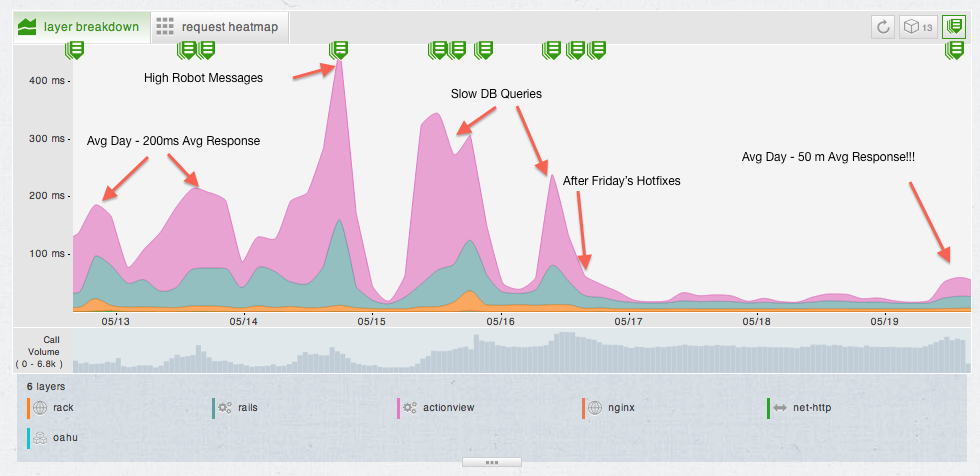 layer breakdown
request heatmap
13
400 ms
High Robot Messages
Slow DB Queries
300 ms
Avg Day - 200ms Avg Response
Avg Day - 50 m Avg Response!!!
After Friday's Hotfixes
200 ms
100 ms
05/13 05/14 05/15 05/16 05/17 05/18 05/19
Call
Volume
( 0 - 6.8k )
6 layers
rack rails actionview nginx net-http
oahu